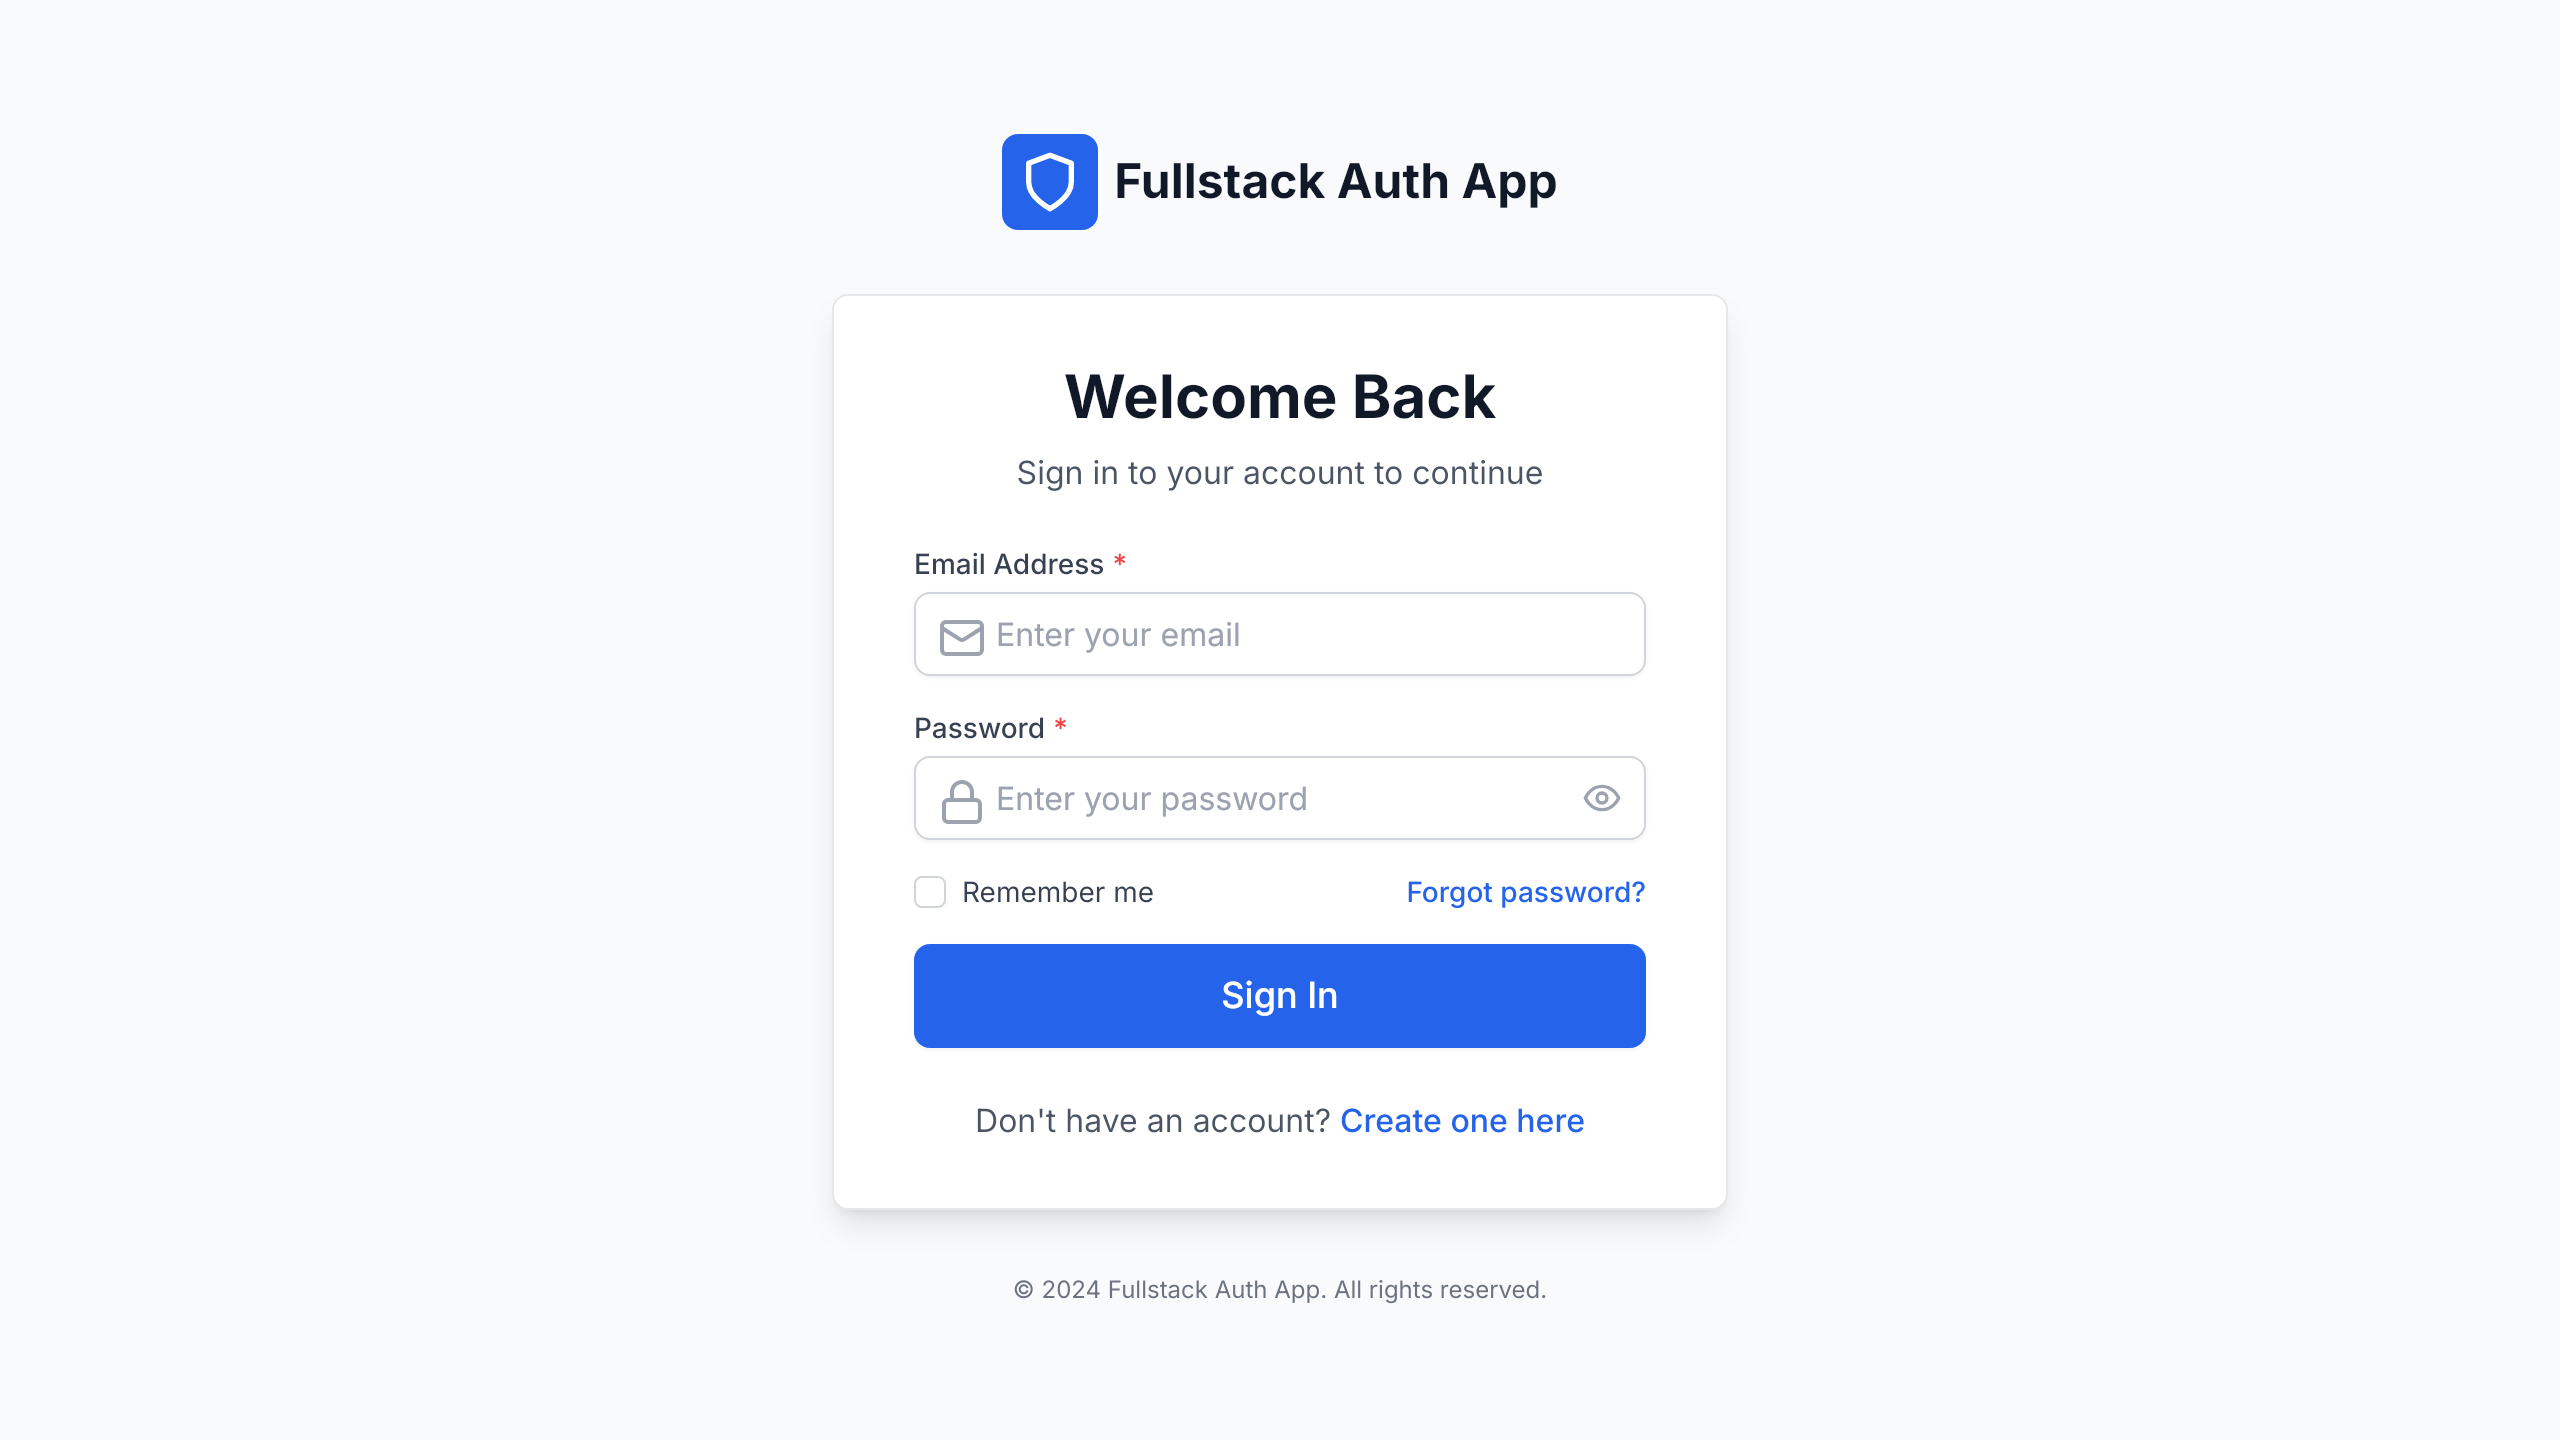 Fullstack Auth App
Welcome Back
Sign in to your account to continue
Email Address *
Enter your email
Password *
Enter your password
Remember me
Forgot password?
Sign In
Don't have an account? Create one here
© 2024 Fullstack Auth App. All rights reserved.